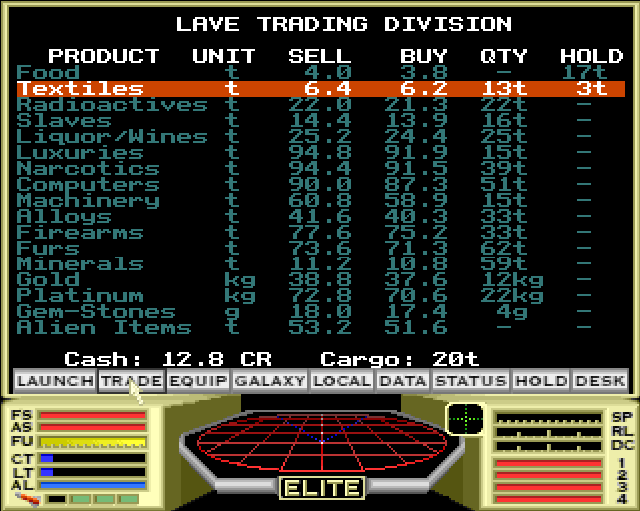 LAVE TRADING DIVISION
PRODUCT UNIT SELL BUY QTY HOLD
Food t 4.0 3.8 - 17t
Textiles t 6.4 6.2 13t 3t
Radioactives t 22.0 21.3 22t -
Slaves t 14.4 13.9 16t -
Liquor/Wines t 25.2 24.4 25t -
Luxuries t 94.8 91.9 15t -
Narcotics t 94.4 91.5 39t -
Computers t 90.0 87.3 51t -
Machinery t 60.8 58.9 15t -
Alloys t 41.6 40.3 33t -
Firearms t 77.6 75.2 33t -
Furs t 73.6 71.3 62t -
Minerals t 11.2 10.8 59t -
Gold kg 38.8 37.6 12kg -
Platinum kg 72.8 70.6 22kg -
Gem-Stones g 18.0 17.4 4g -
Alien Items t 53.2 51.6 - -
Cash: 12.8 CR Cargo: 20t
LAUNCH TRADE EQUIP GALAXY LOCAL DATA STATUS HOLD DESK
FS SP
AS RL
FU DC
CT 1
LT 2
AL 3
4
ELITE